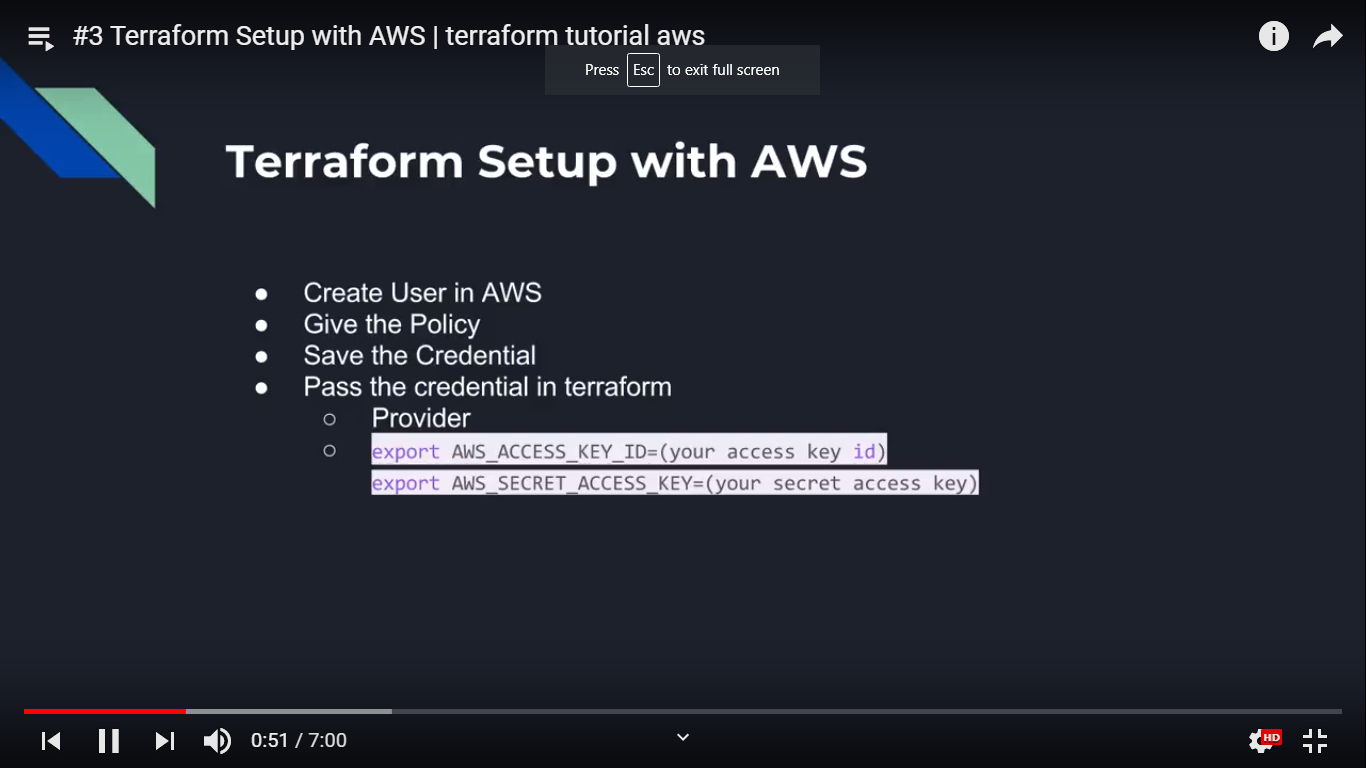 #3 Terraform Setup with AWS | terraform tutorial aws
Press Esc to exit full screen
Terraform Setup with AWS
● Create User in AWS
● Give the Policy
● Save the Credential
● Pass the credential in terraform
○ Provider
○ export AWS_ACCESS_KEY_ID=(your access key id)
export AWS_SECRET_ACCESS_KEY=(your secret access key)
0:51 / 7:00
HD